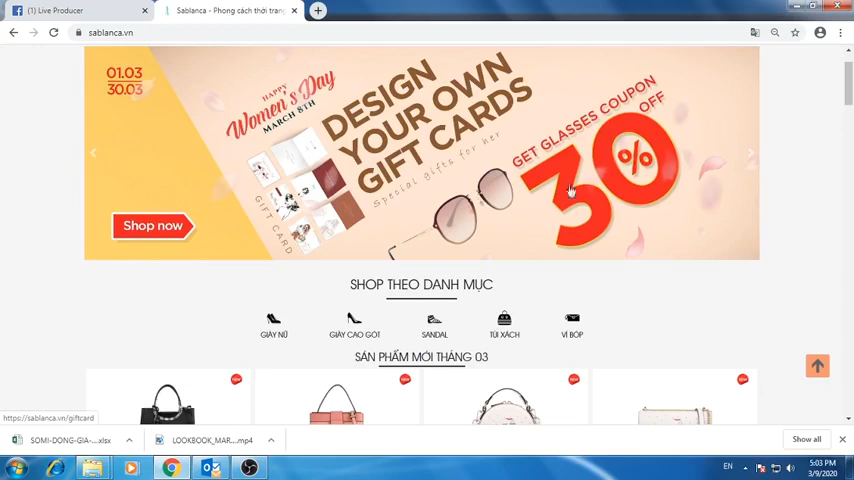 (1) Live Producer
Sablanca - Phong cách thời trang
sablanca.vn
01.03
30.03
HAPPY
Women's Day
MARCH 8TH
DESIGN
YOUR OWN
GIFT CARDS
Special gifts for her
GET GLASSES COUPON
30% OFF
GIFT CARD
Shop now
SHOP THEO DANH MỤC
GIÀY NỮ
GIÀY CAO GÓT
SANDAL
TÚI XÁCH
VÍ BÓP
SẢN PHẨM MỚI THÁNG 03
NEW
NEW
NEW
NEW
https://sablanca.vn/giftcard
SOMI-DONG-GIA-....xlsx
LOOKBOOK_MAR....mp4
Show all
EN
5:03 PM
3/9/2020